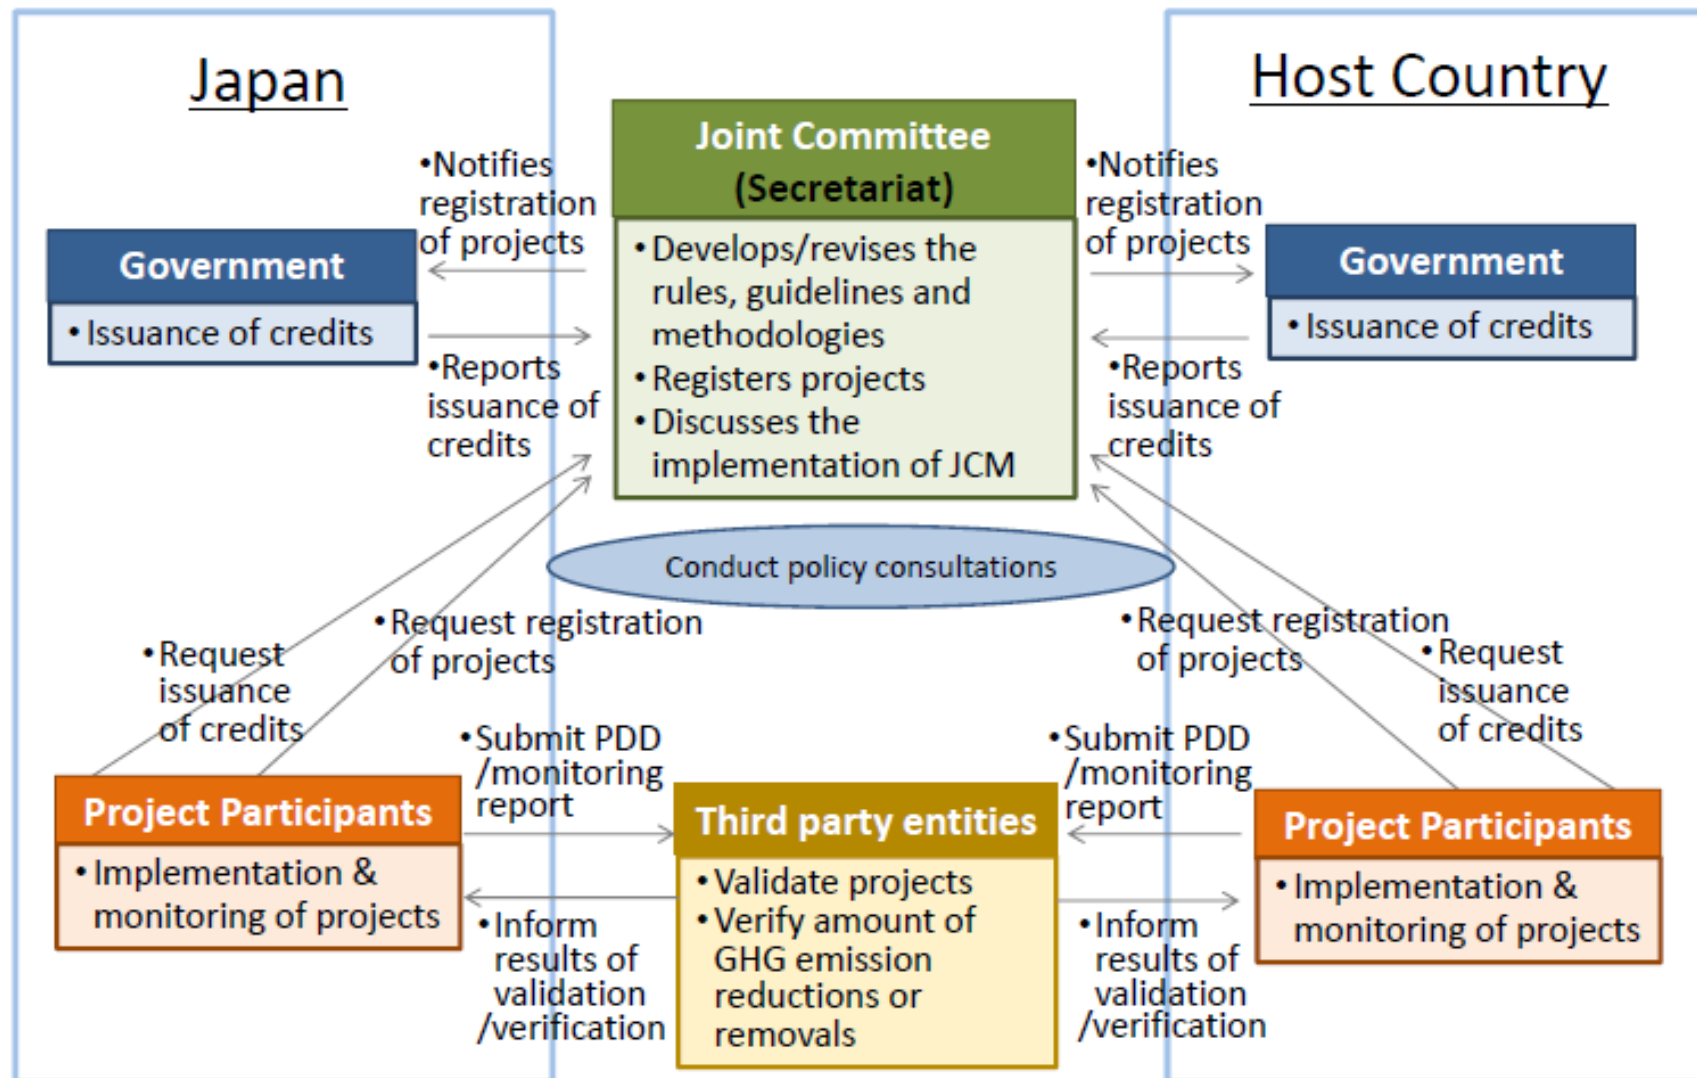 Japan
Host Country
Joint Committee
(Secretariat)
•Notifies
registration
of projects
•Notifies
registration
of projects
Government
• Issuance of credits
• Develops/revises the
rules, guidelines and
methodologies
• Registers projects
• Discusses the
implementation of JCM
Government
• Issuance of credits
•Reports
issuance of
credits
•Reports
issuance of
credits
Conduct policy consultations
•Request
issuance
of credits
•Request registration
of projects
•Request registration
of projects
•Request
issuance
of credits
•Submit PDD
/monitoring
report
•Submit PDD
/monitoring
report
Project Participants
• Implementation &
monitoring of projects
Third party entities
• Validate projects
• Verify amount of
GHG emission
reductions or
removals
Project Participants
• Implementation &
monitoring of projects
•Inform
results of
validation
/verification
•Inform
results of
validation
/verification